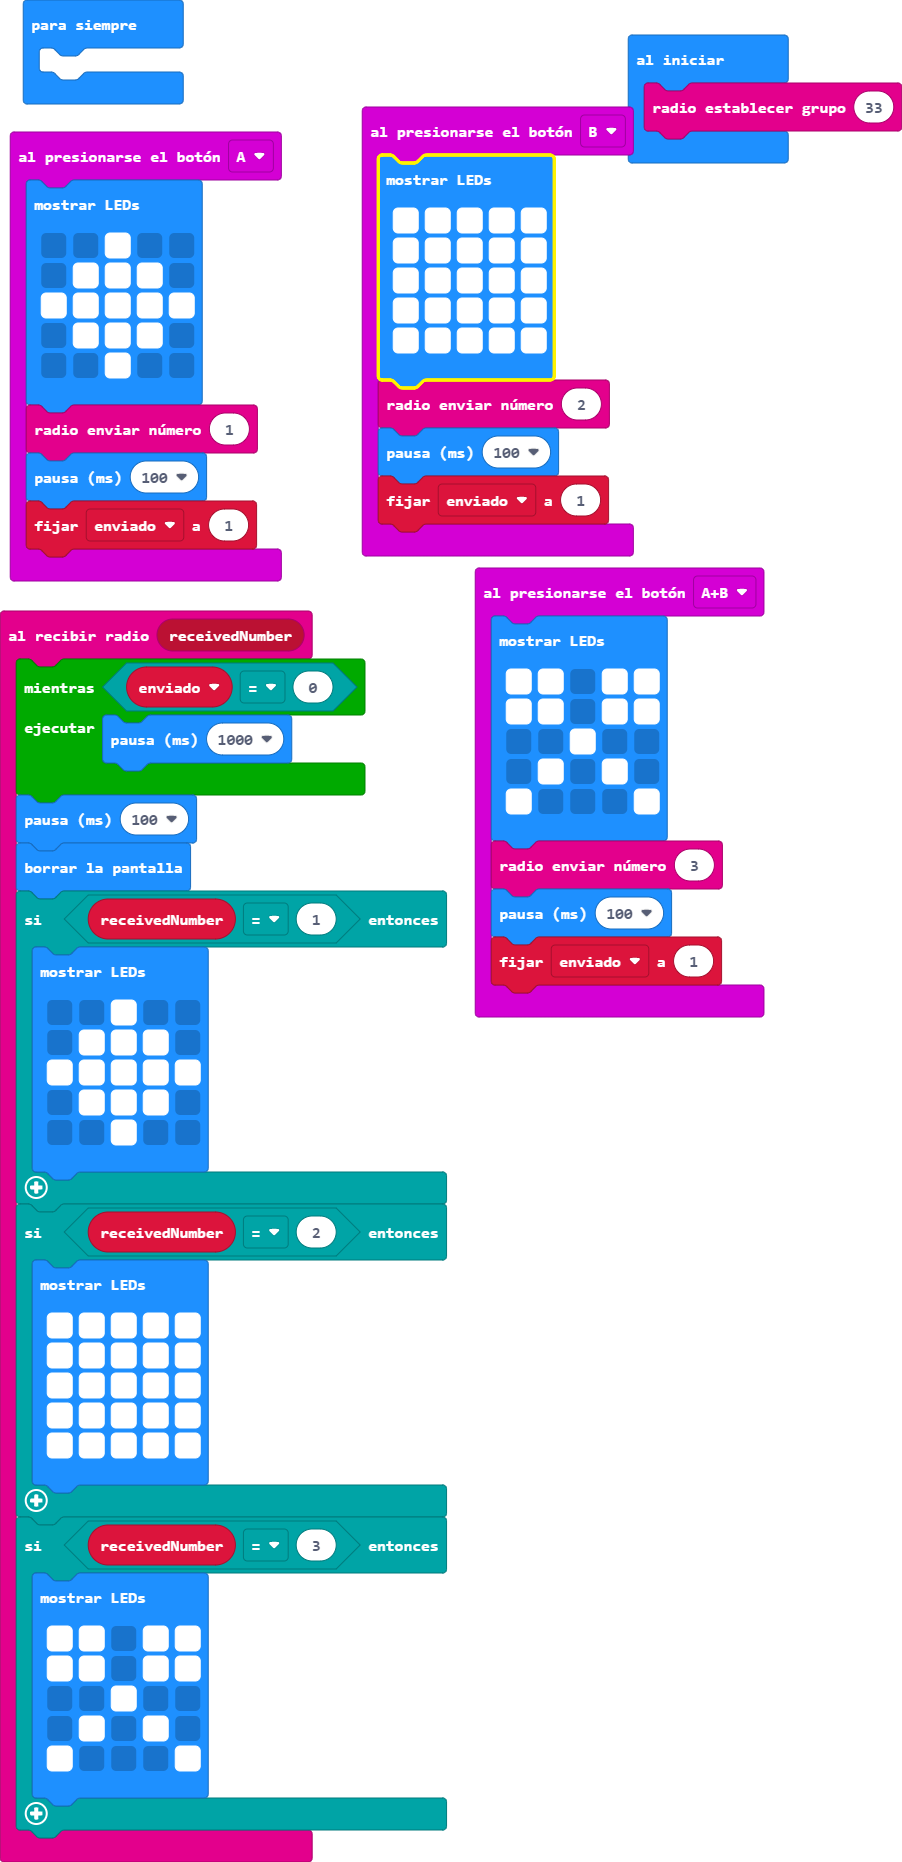 para siempre
al iniciar
radio establecer grupo 33
al presionarse el botón A
mostrar LEDs
radio enviar número 1
pausa (ms) 100
fijar enviado a 1
al presionarse el botón B
mostrar LEDs
radio enviar número 2
pausa (ms) 100
fijar enviado a 1
al presionarse el botón A+B
mostrar LEDs
radio enviar número 3
pausa (ms) 100
fijar enviado a 1
al recibir radio receivedNumber
mientras enviado = 0
ejecutar pausa (ms) 1000
pausa (ms) 100
borrar la pantalla
si receivedNumber = 1 entonces
mostrar LEDs
si receivedNumber = 2 entonces
mostrar LEDs
si receivedNumber = 3 entonces
mostrar LEDs